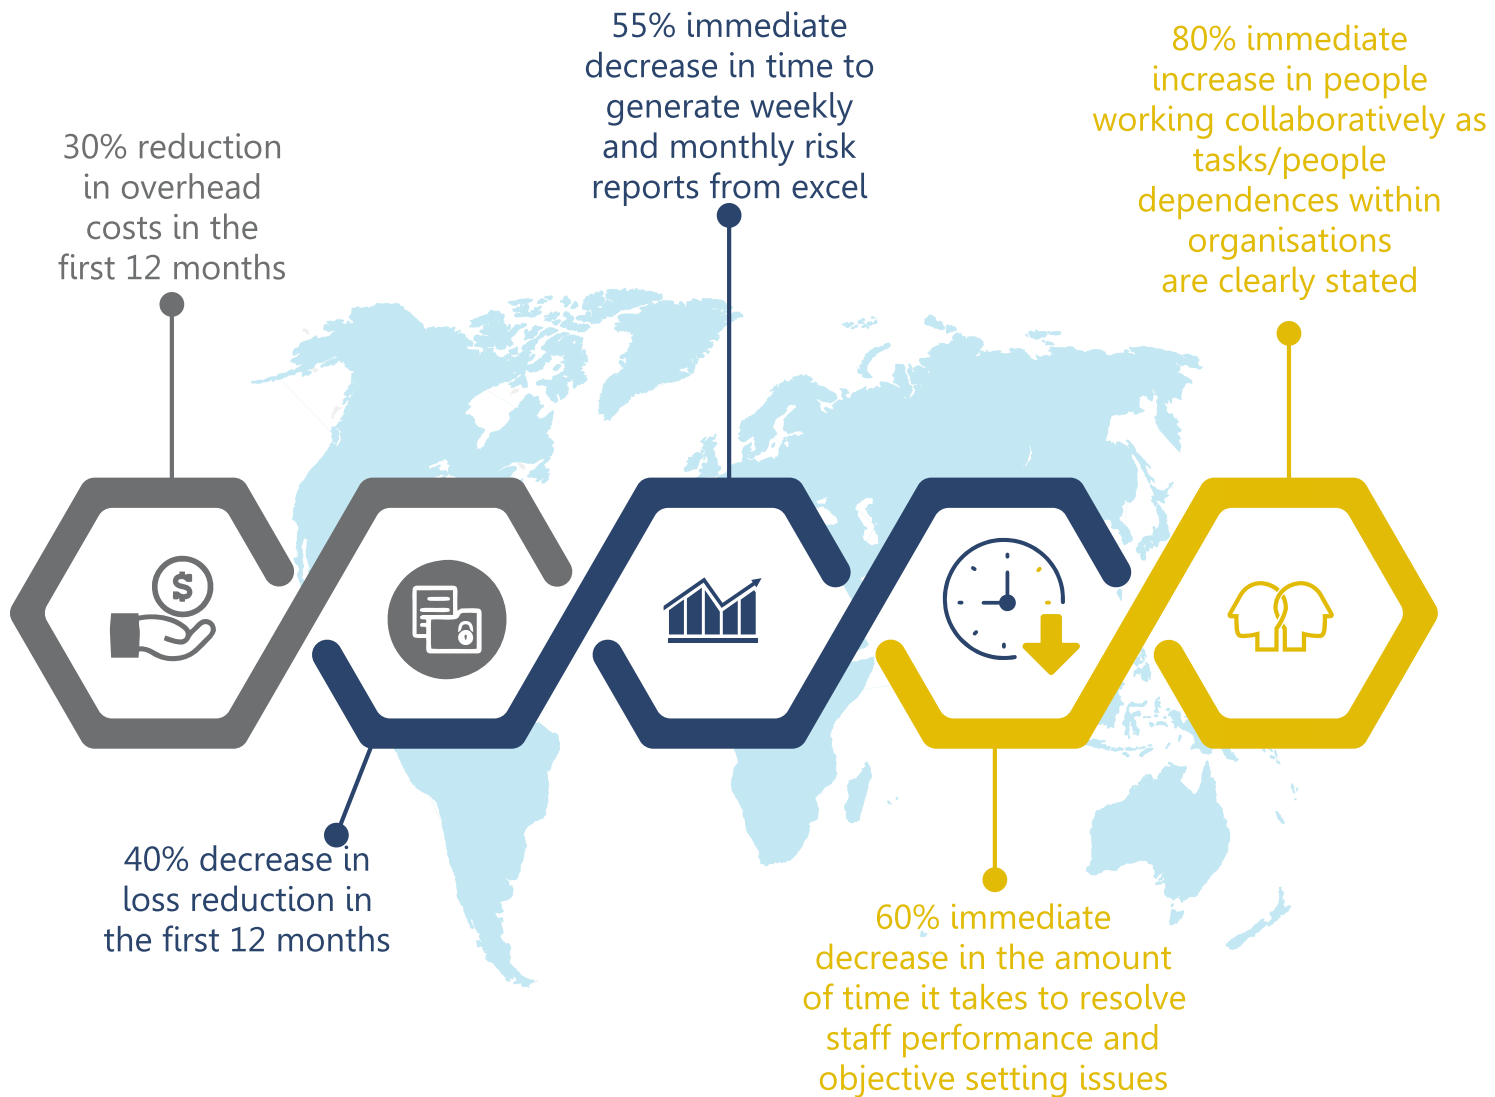 30% reduction
in overhead
costs in the
first 12 months
40% decrease in
loss reduction in
the first 12 months
55% immediate
decrease in time to
generate weekly
and monthly risk
reports from excel
60% immediate
decrease in the amount
of time it takes to resolve
staff performance and
objective setting issues
80% immediate
increase in people
working collaboratively as
tasks/people
dependences within
organisations
are clearly stated
$